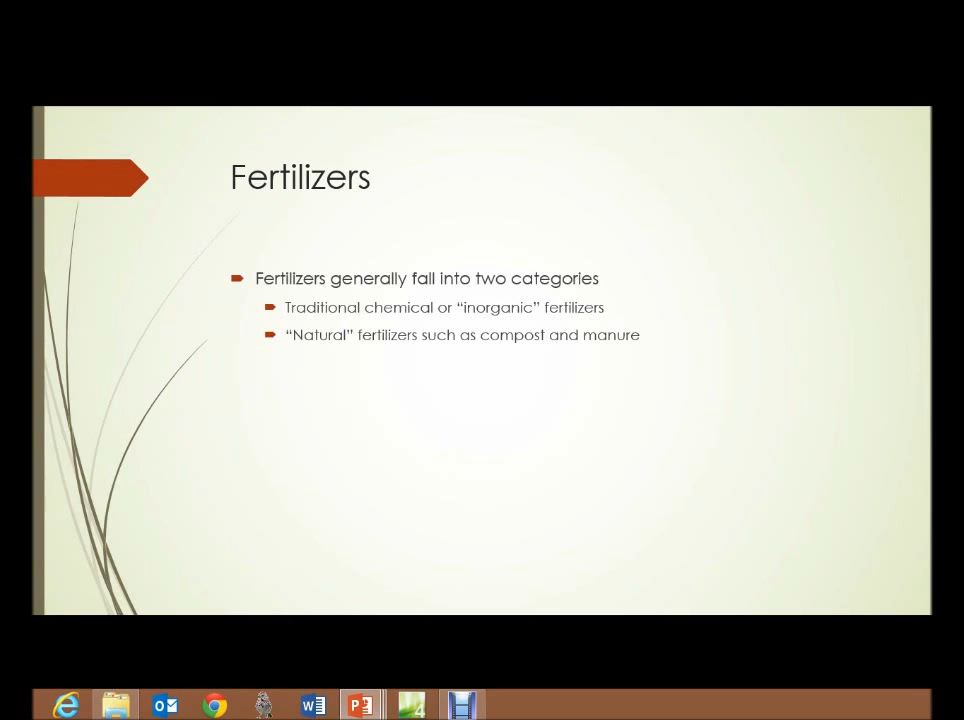 Fertilizers
Fertilizers generally fall into two categories
Traditional chemical or “inorganic” fertilizers
“Natural” fertilizers such as compost and manure